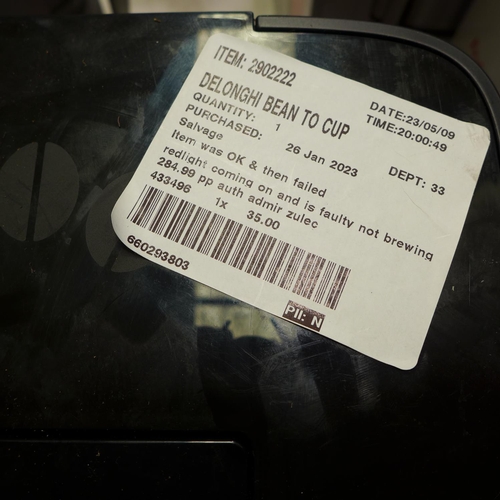 ITEM: 2902222
DATE:23/05/09
DELONGHI BEAN TO CUP
TIME:20:00:49
QUANTITY: 1
PURCHASED: 26 Jan 2023
DEPT: 33
Salvage
Item was OK & then failed
redlight coming on and is faulty not brewing
284.99 pp auth admir zulec
433496 1x 35.00
660293803
PII: N